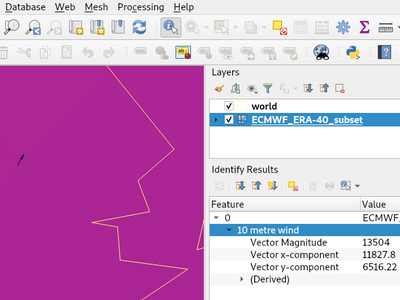 Database Web Mesh Processing Help
Layers
world
ECMWF_ERA-40_subset
Identify Results
Feature Value
0 ECMWF_
10 metre wind
Vector Magnitude 13504
Vector x-component 11827.8
Vector y-component 6516.22
(Derived)